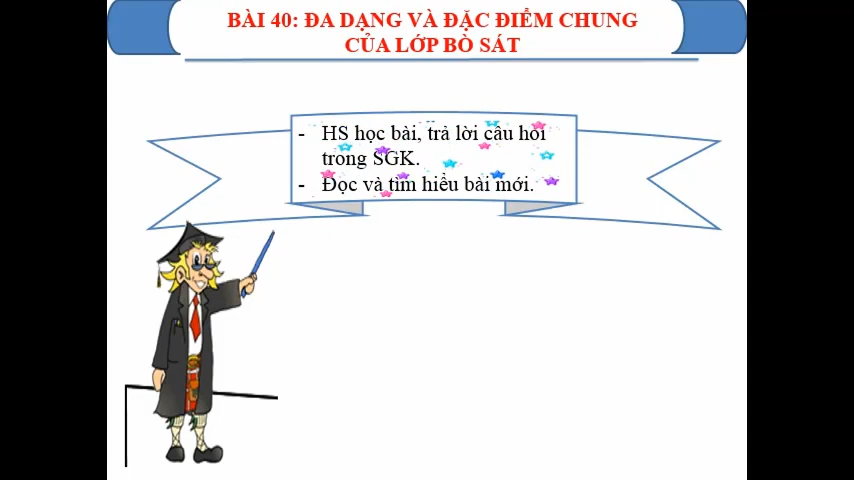 BÀI 40: ĐA DẠNG VÀ ĐẶC ĐIỂM CHUNG
CỦA LỚP BÒ SÁT
- HS học bài, trả lời câu hỏi
trong SGK.
- Đọc và tìm hiểu bài mới.